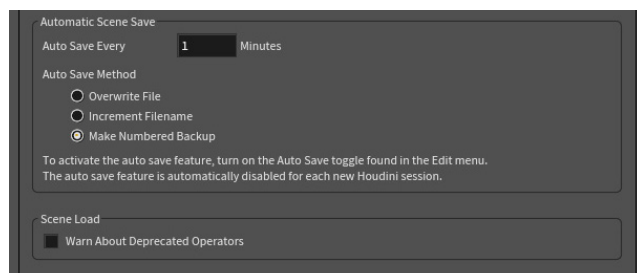 Automatic Scene Save
Auto Save Every 1 Minutes
Auto Save Method
Overwrite File
Increment Filename
Make Numbered Backup
To activate the auto save feature, turn on the Auto Save toggle found in the Edit menu.
The auto save feature is automatically disabled for each new Houdini session.
Scene Load
Warn About Deprecated Operators